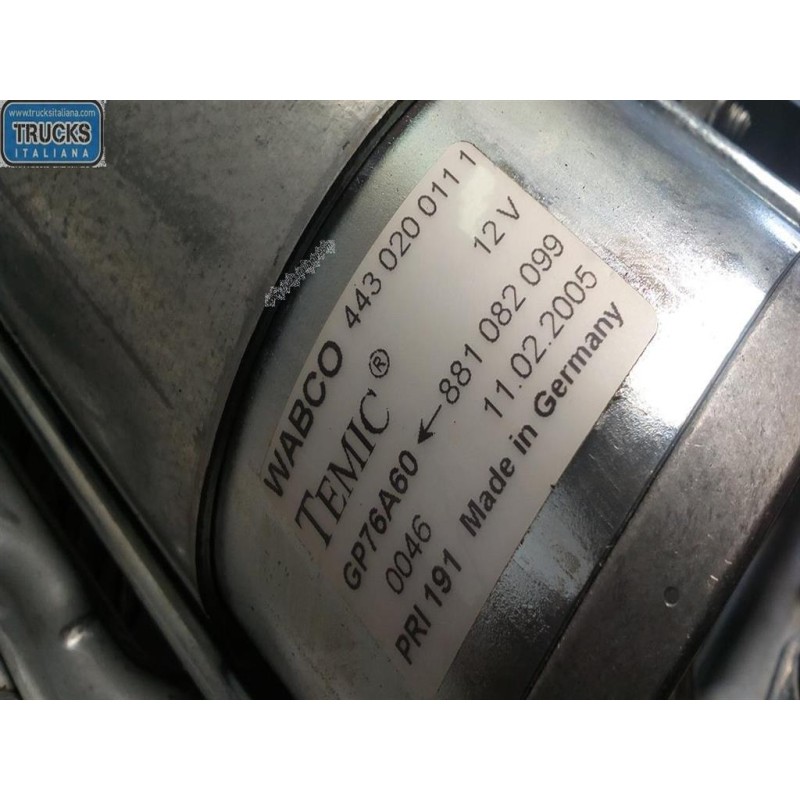 www.trucksitaliana.com
TRUCKS
ITALIANA
WABCO 443 020 011 1
TEMIC® 12 V
GP76A60 ← 881 082 099
0046 11.02.2005
PRI 191 Made in Germany